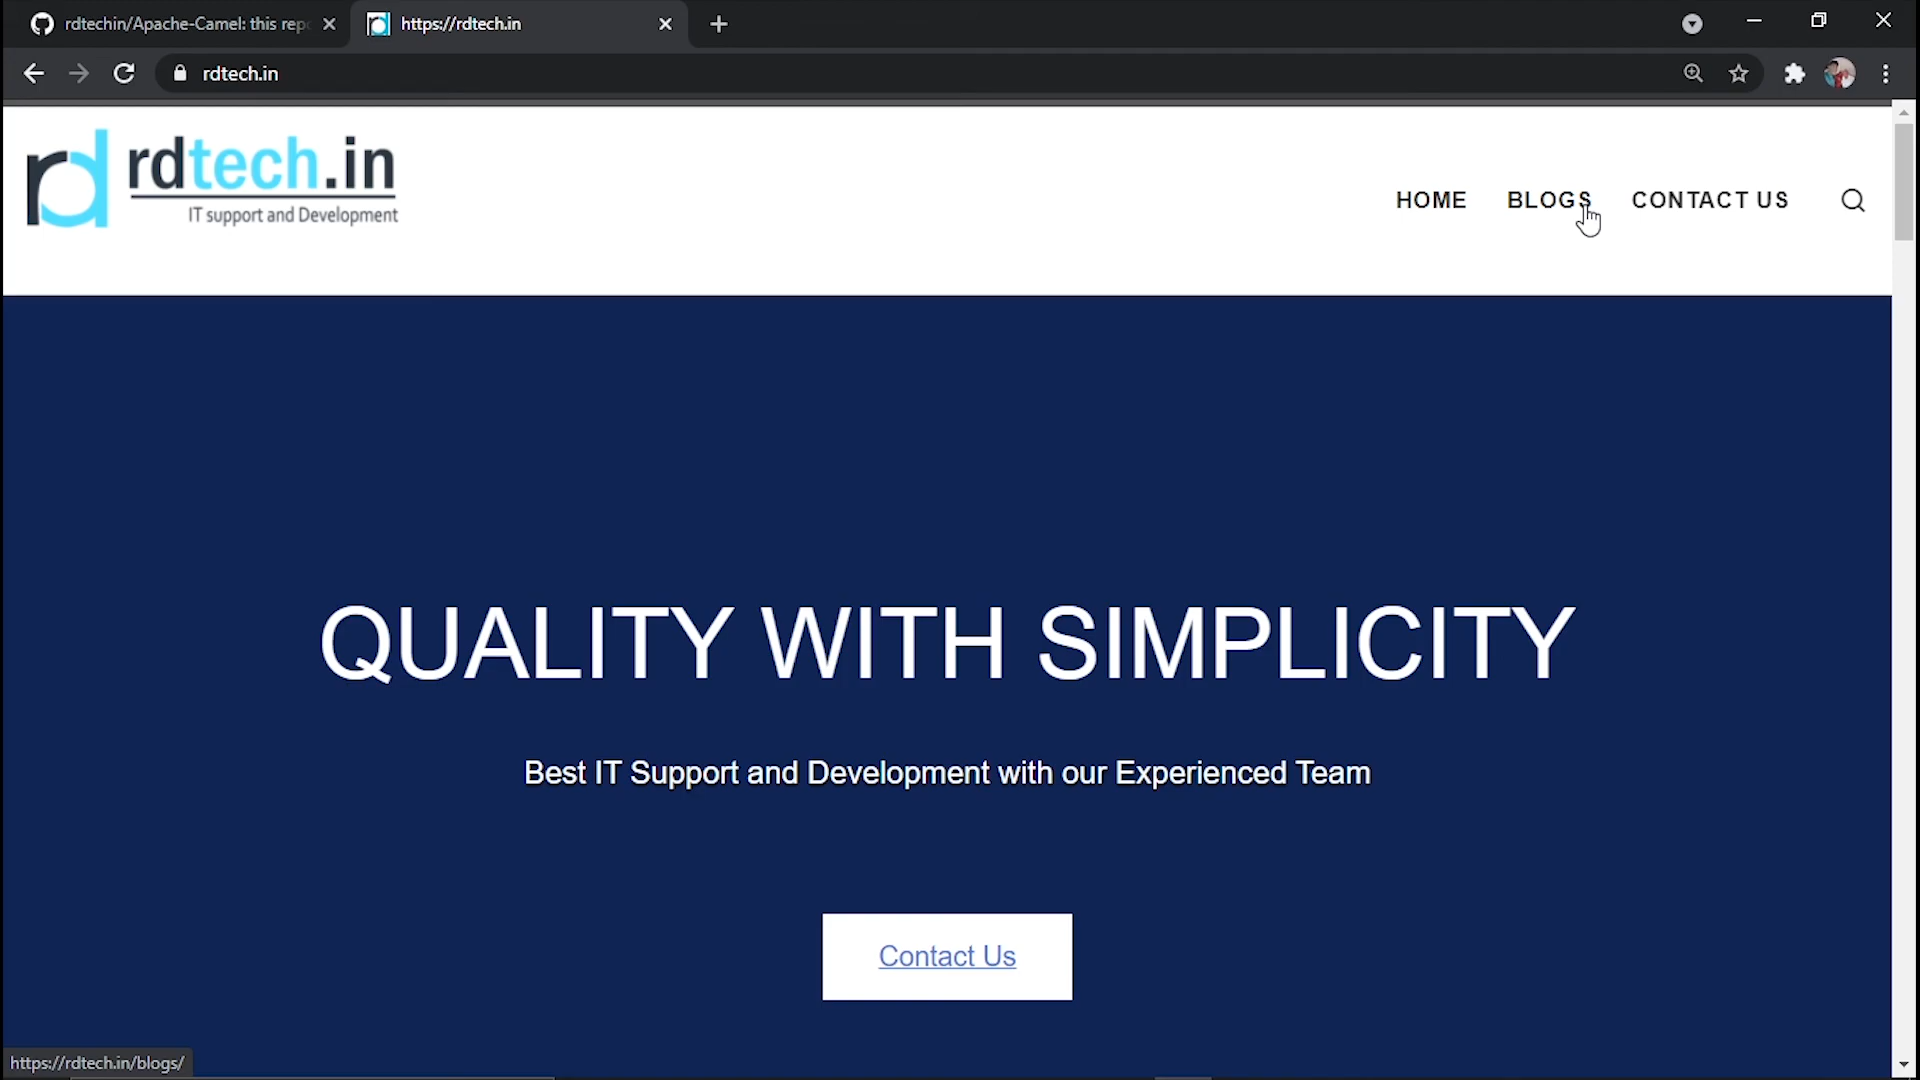 rdtechin/Apache-Camel: this rep
https://rdtech.in
rdtech.in
rd
rdtech.in
IT support and Development
HOME
BLOGS
CONTACT US
QUALITY WITH SIMPLICITY
Best IT Support and Development with our Experienced Team
Contact Us
https://rdtech.in/blogs/